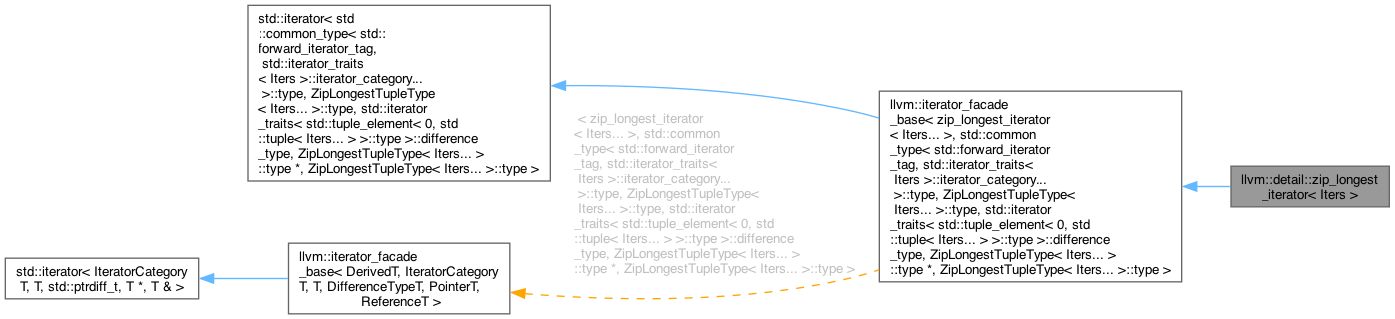 std::iterator< std
::common_type< std::
forward_iterator_tag,
std::iterator_traits
< Iters >::iterator_category...
>::type, ZipLongestTupleType
< Iters... >::type, std::iterator
_traits< std::tuple_element< 0, std
::tuple< Iters... > >::type >::difference
_type, ZipLongestTupleType< Iters... >
::type *, ZipLongestTupleType< Iters... >::type >
std::iterator< IteratorCategory
T, T, std::ptrdiff_t, T *, T & >
llvm::iterator_facade
_base< DerivedT, IteratorCategory
T, T, DifferenceTypeT, PointerT,
ReferenceT >
< zip_longest_iterator
< Iters... >, std::common
_type< std::forward_iterator
_tag, std::iterator_traits<
Iters >::iterator_category...
>::type, ZipLongestTupleType<
Iters... >::type, std::iterator
_traits< std::tuple_element< 0, std
::tuple< Iters... > >::type >::difference
_type, ZipLongestTupleType< Iters... >
::type *, ZipLongestTupleType< Iters... >::type >
llvm::iterator_facade
_base< zip_longest_iterator
< Iters... >, std::common
_type< std::forward_iterator
_tag, std::iterator_traits<
Iters >::iterator_category...
>::type, ZipLongestTupleType<
Iters... >::type, std::iterator
_traits< std::tuple_element< 0, std
::tuple< Iters... > >::type >::difference
_type, ZipLongestTupleType< Iters... >
::type *, ZipLongestTupleType< Iters... >::type >
llvm::detail::zip_longest
_iterator< Iters >